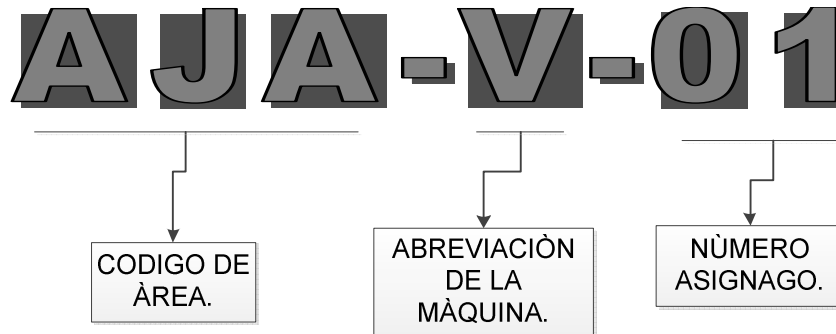 AJA-V-01
CODIGO DE
ÀREA.
ABREVIACIÒN
DE LA
MÀQUINA.
NÙMERO
ASIGNAGO.